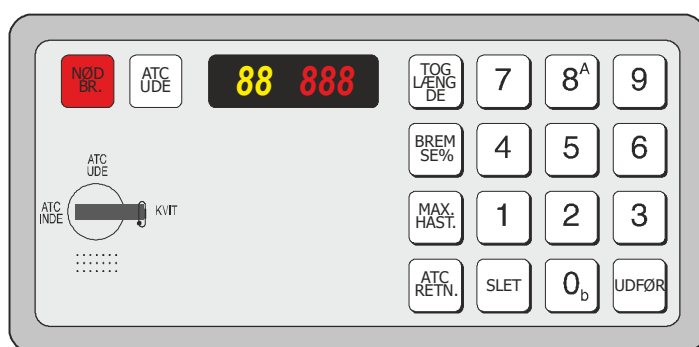 NØD
BR.
ATC
UDE
88 888
TOG
LÆNG
DE
7
8A
9
BREM
SE%
4
5
6
ATC
UDE
ATC
INDE
KVIT
MAX.
HAST.
1
2
3
ATC
RETN.
SLET
0b
UDFØR